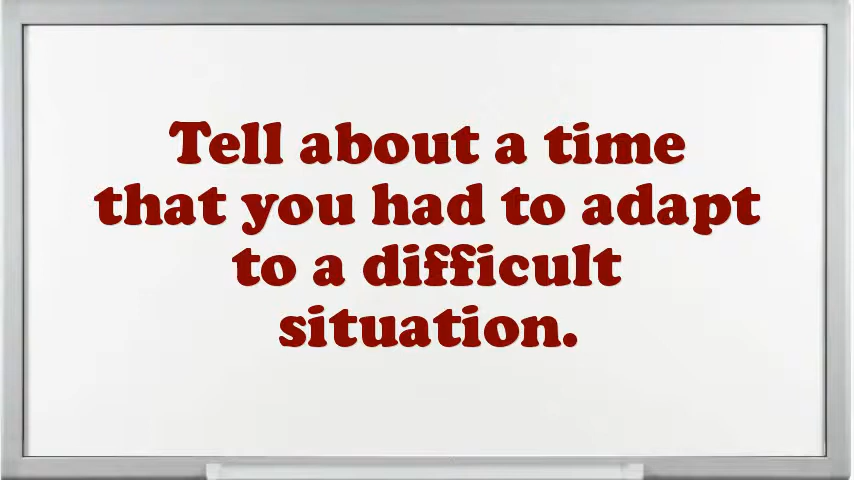 Tell about a time
that you had to adapt
to a difficult
situation.